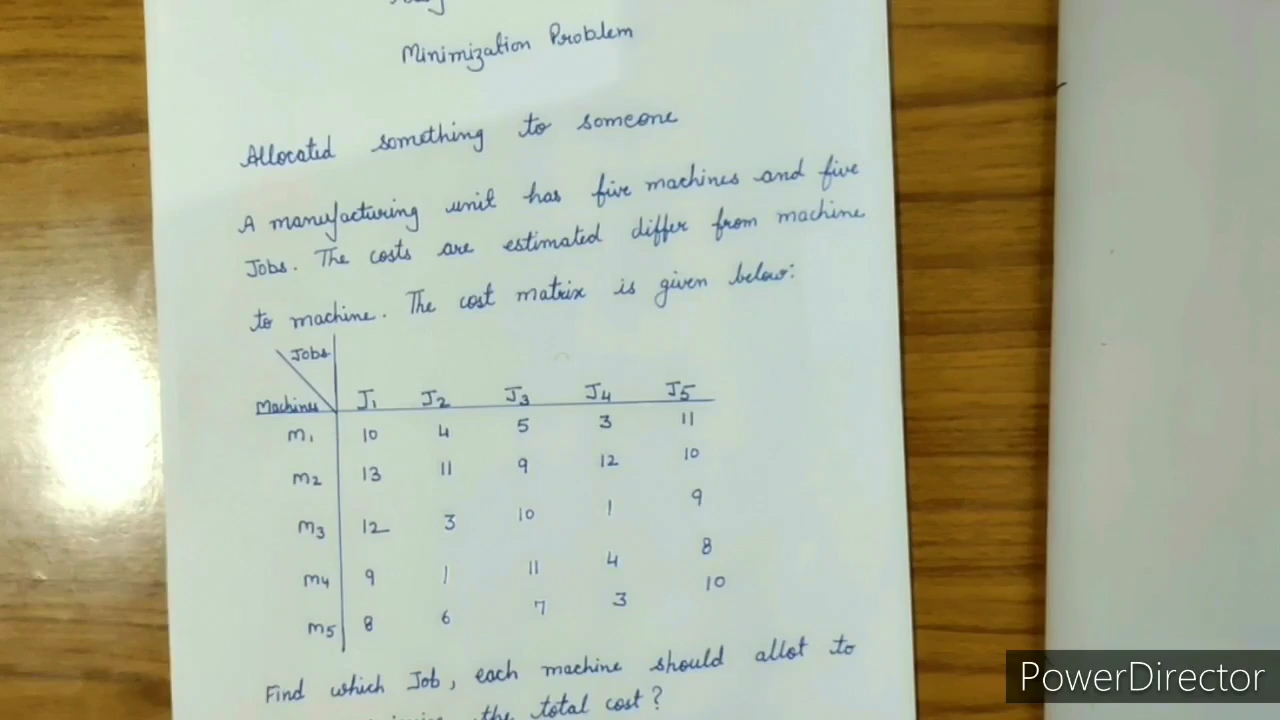 Minimization Problem
Allocated something to someone
A manufacturing unit has five machines and five
Jobs. The costs are estimated differ from machine
to machine. The cost matrix is given below:
Jobs
Machines J1 J2 J3 J4 J5
M1 10 4 5 3 11
M2 13 11 9 12 10
M3 12 3 10 1 9
M4 9 1 11 4 8
M5 8 6 7 3 10
Find which Job, each machine should allot to
the total cost?
PowerDirector